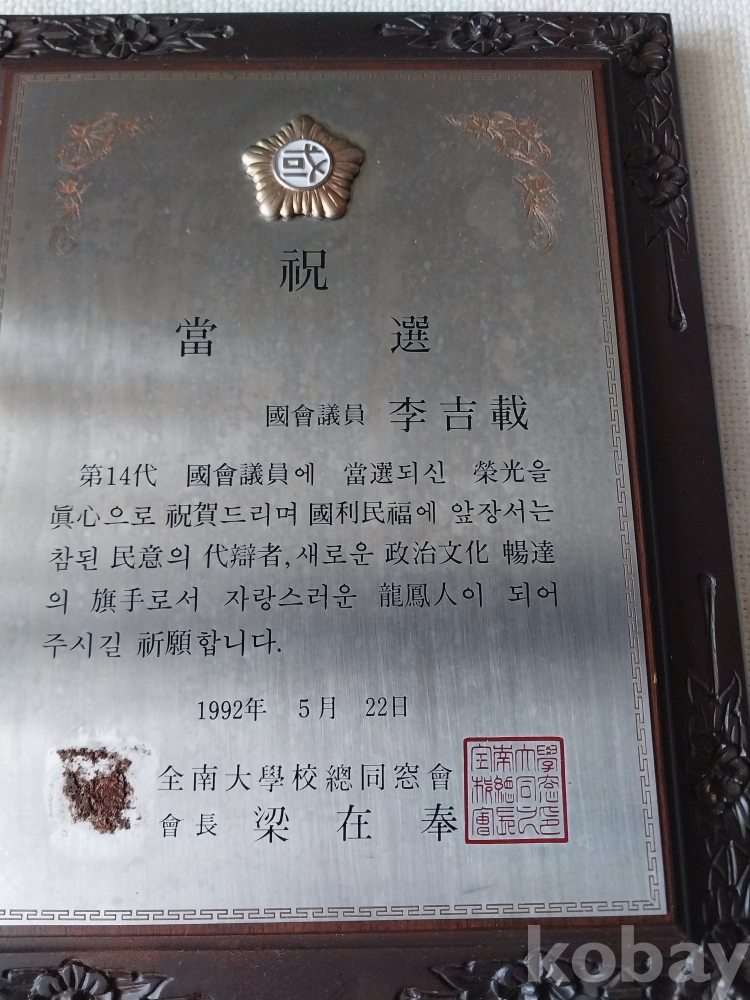 祝
當 選
國會議員 李吉載
第14代 國會議員에 當選되신 榮光을
眞心으로 祝賀드리며 國利民福에 앞장서는
참된 民意의 代辯者, 새로운 政治文化 暢達
의 旗手로서 자랑스러운 龍鳳人이 되어
주시길 祈願합니다.
1992年 5月 22日
全南大學校總同窓會
會長 梁在奉
kobay